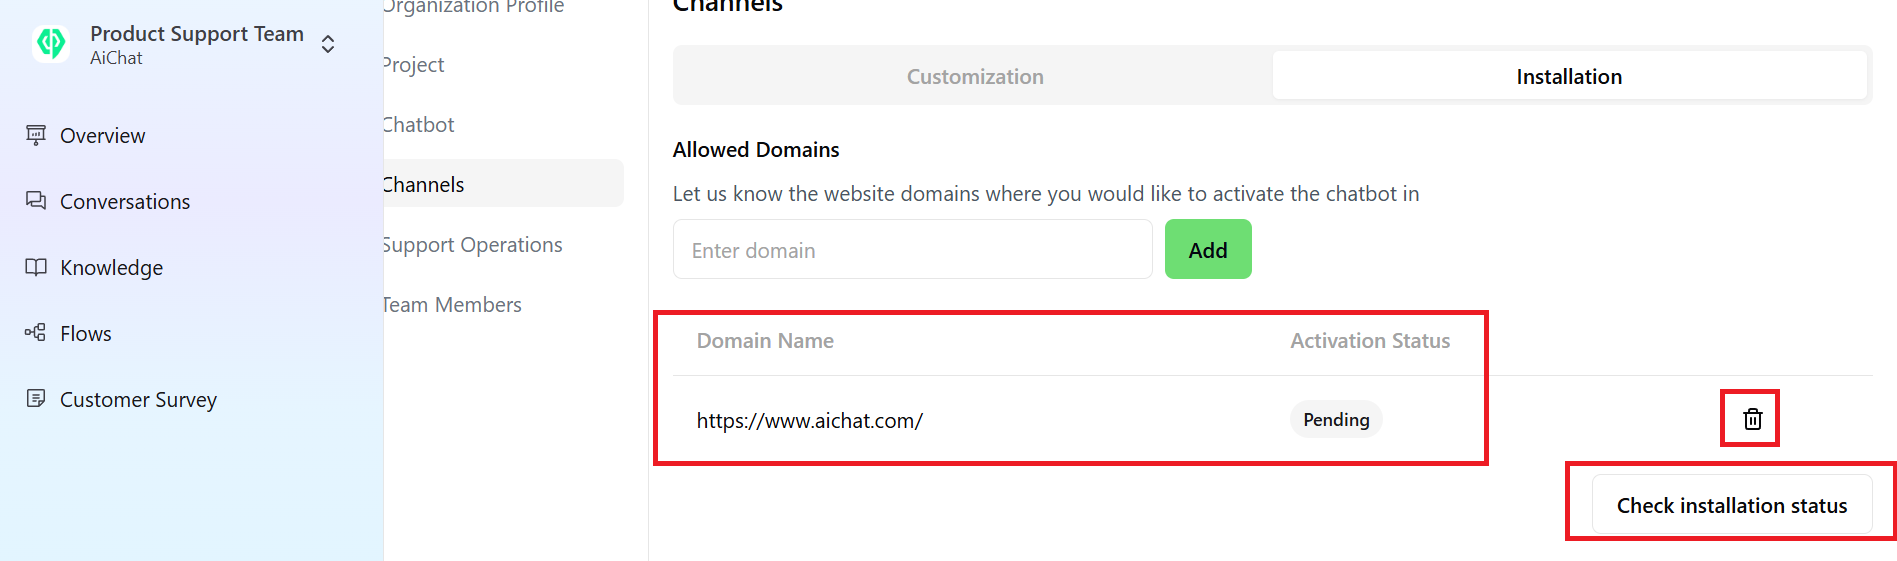 Product Support Team
AiChat
Overview
Conversations
Knowledge
Flows
Customer Survey
Organization Profile
Project
Chatbot
Channels
Support Operations
Team Members
Channels
Customization
Installation
Allowed Domains
Let us know the website domains where you would like to activate the chatbot in
Enter domain
Add
Domain Name
Activation Status
https://www.aichat.com/
Pending
Check installation status